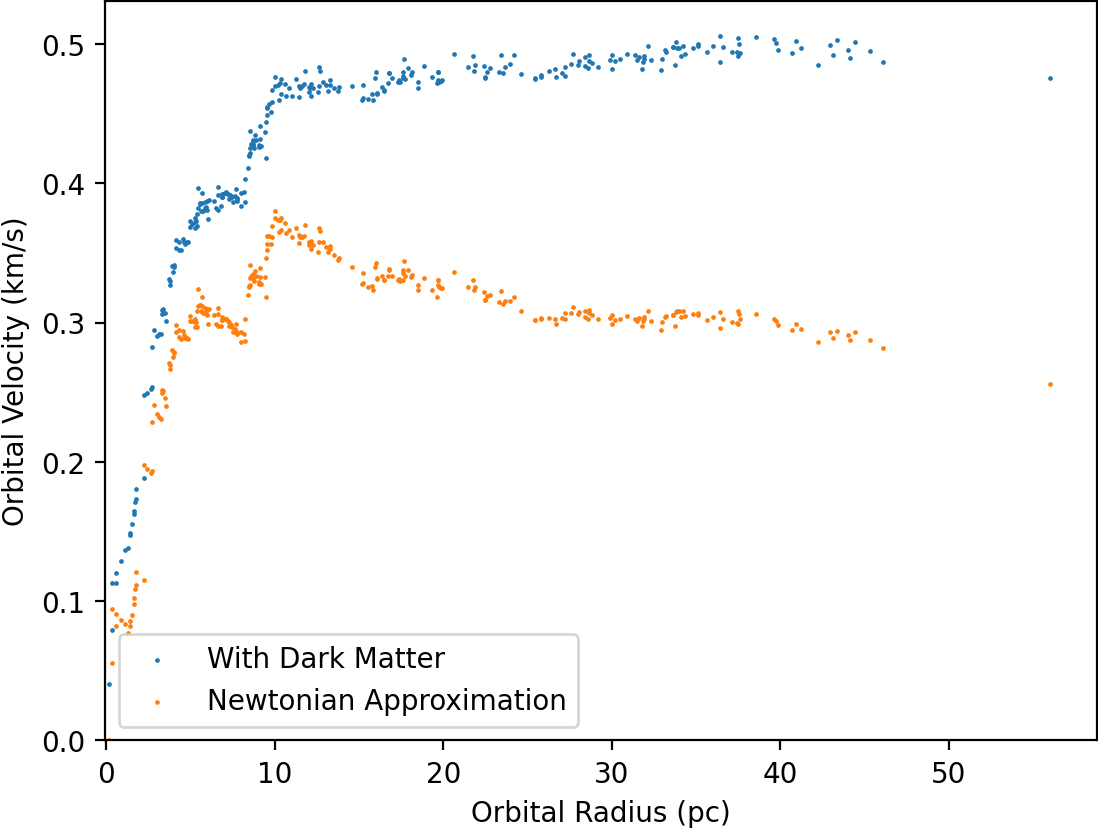 0.5
0.4
0.3
0.2
0.1
0.0
Orbital Velocity (km/s)
With Dark Matter
Newtonian Approximation
0 10 20 30 40 50
Orbital Radius (pc)